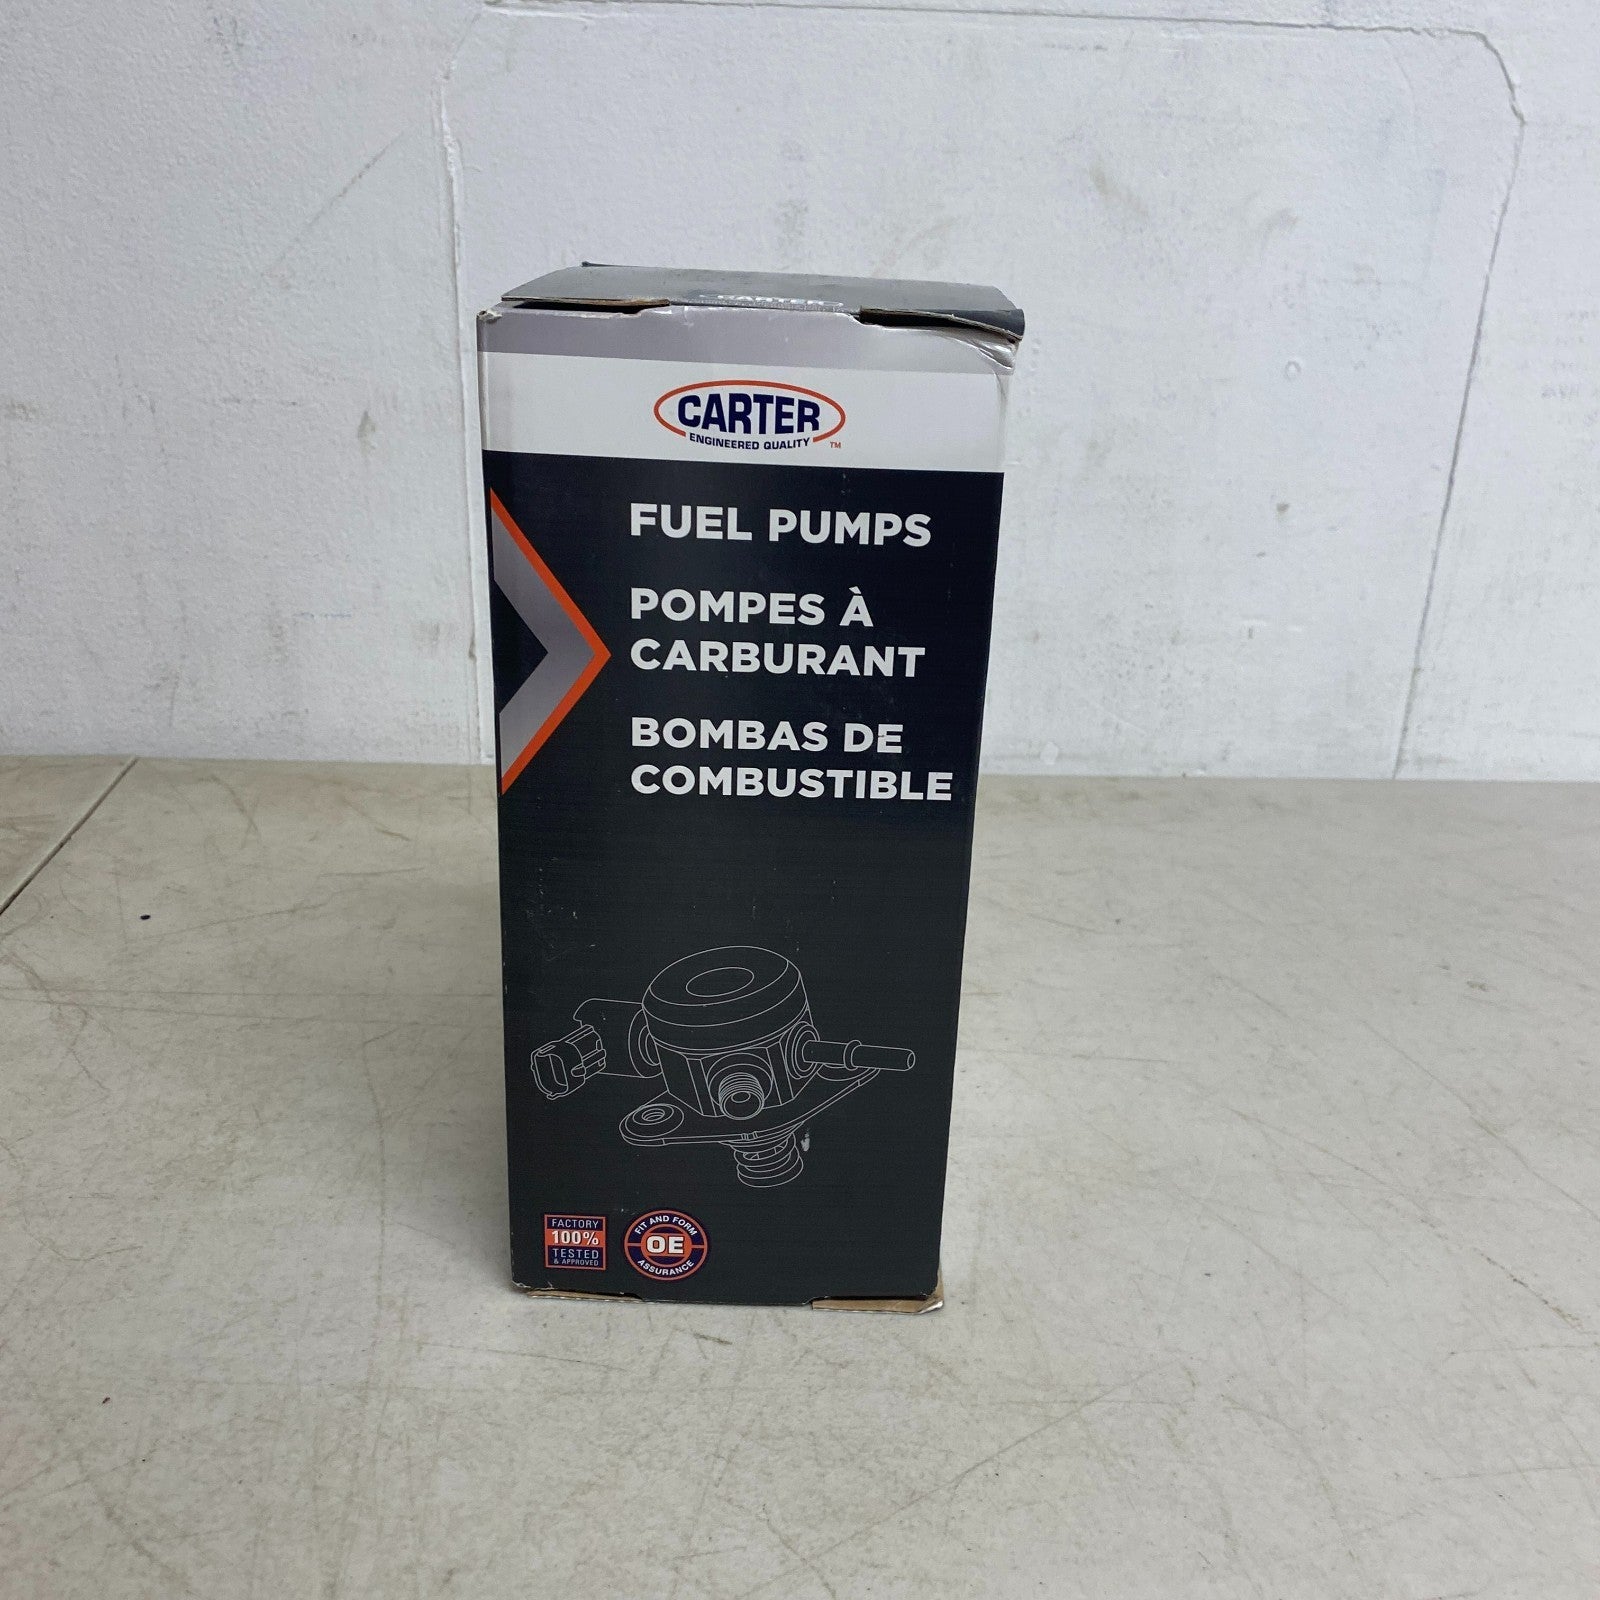 CARTER
CARTER
ENGINEERED QUALITY
™
FUEL PUMPS
POMPES À
CARBURANT
BOMBAS DE
COMBUSTIBLE
FACTORY
100%
TESTED
& APPROVED
FIT AND FORM
OE
ASSURANCE